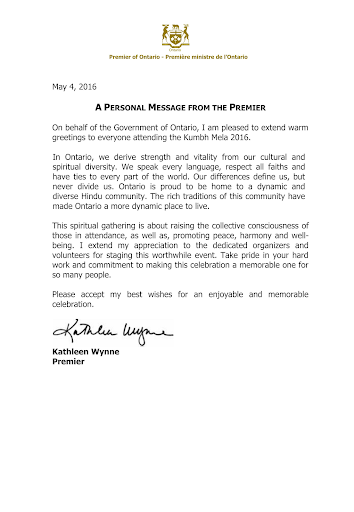 Ontario
Premier of Ontario - Première ministre de l'Ontario
May 4, 2016
A PERSONAL MESSAGE FROM THE PREMIER
On behalf of the Government of Ontario, I am pleased to extend warm
greetings to everyone attending the Kumbh Mela 2016.
In Ontario, we derive strength and vitality from our cultural and
spiritual diversity. We speak every language, respect all faiths and
have ties to every part of the world. Our differences define us, but
never divide us. Ontario is proud to be home to a dynamic and
diverse Hindu community. The rich traditions of this community have
made Ontario a more dynamic place to live.
This spiritual gathering is about raising the collective consciousness of
those in attendance, as well as, promoting peace, harmony and well-
being. I extend my appreciation to the dedicated organizers and
volunteers for staging this worthwhile event. Take pride in your hard
work and commitment to making this celebration a memorable one for
so many people.
Please accept my best wishes for an enjoyable and memorable
celebration.
Kathleen Wynne
Kathleen Wynne
Premier